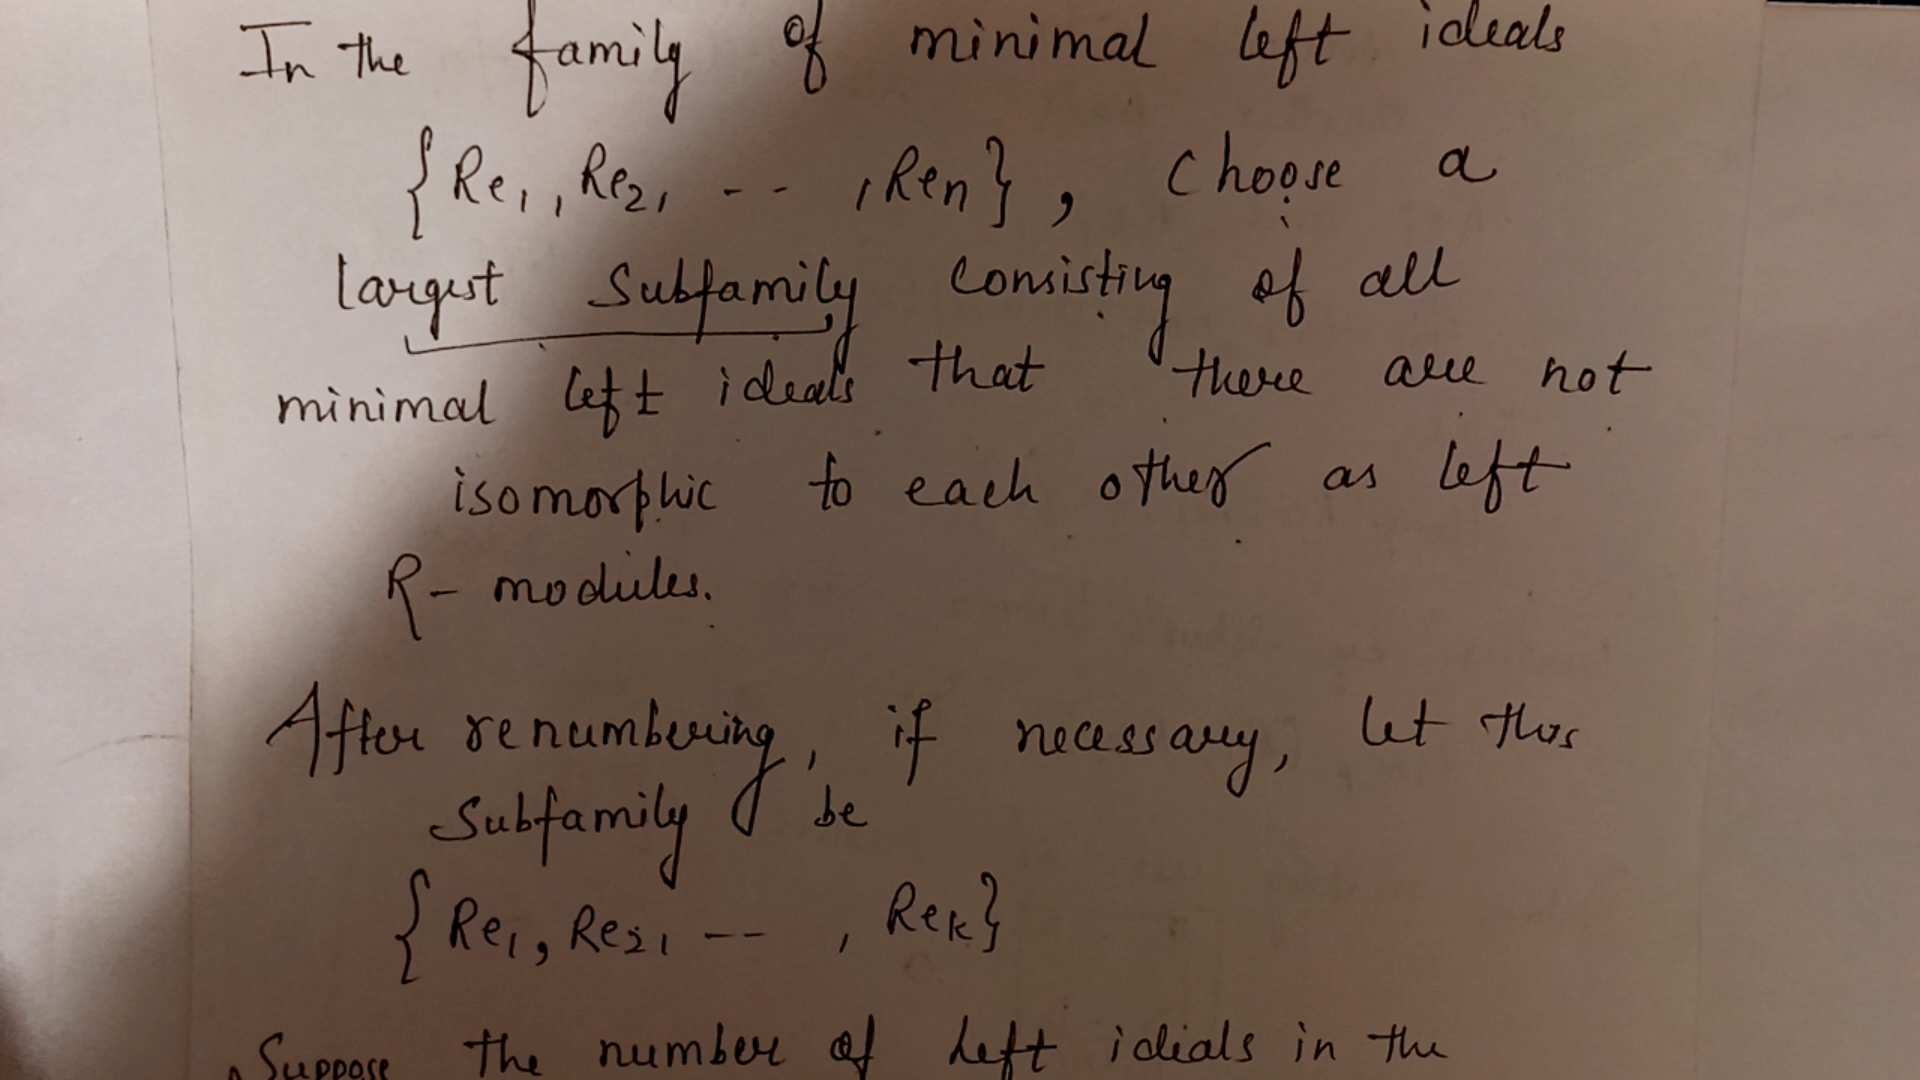 In the family of minimal left ideals
{Re1, Re2, -- , Ren}, choose a
largest subfamily consisting of all
minimal left ideals that there are not
isomorphic to each other as left
R- modules.
After renumbering, if necessary, let this
subfamily be
{Re1, Re2, -- , Rek}
Suppose the number of left idials in the